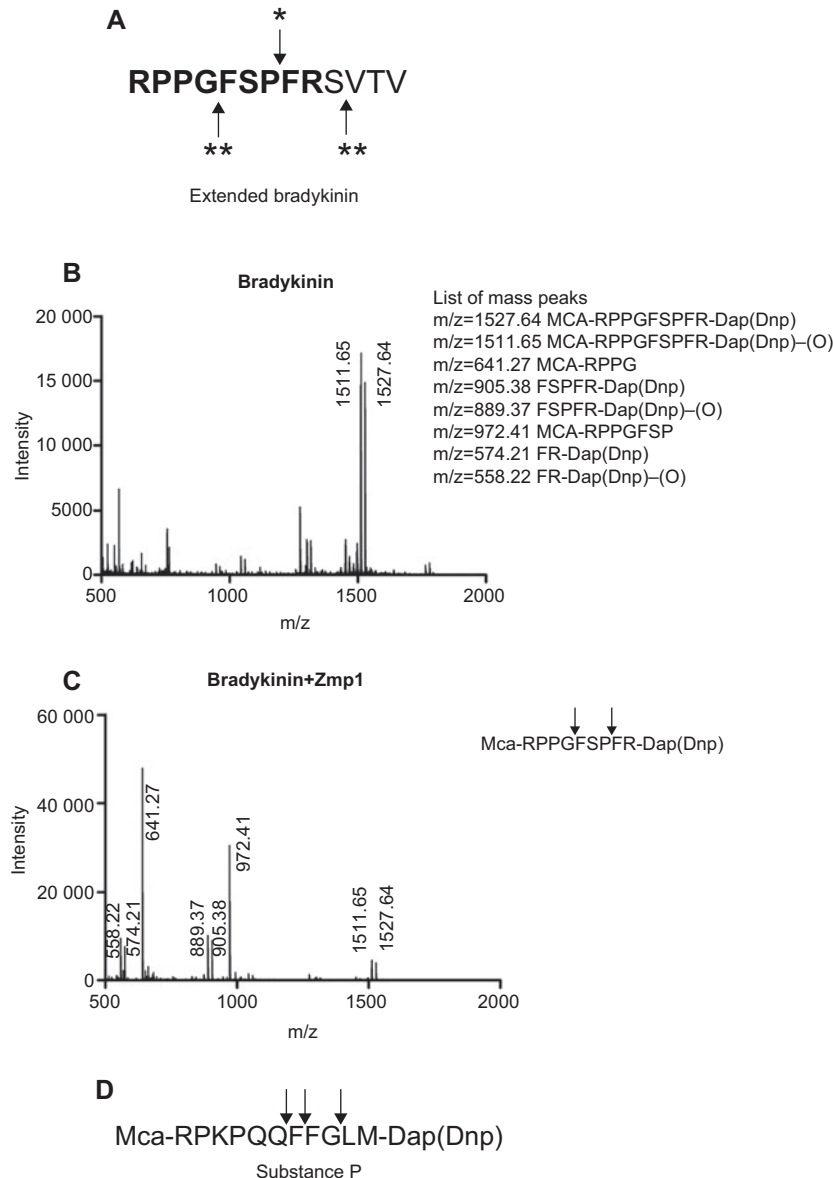 A
*
RPPGFSPFRSVTV
** **
Extended bradykinin
B
Bradykinin
20 000
15 000
10 000
5000
0
Intensity
1511.65
1527.64
500 1000 1500 2000
m/z
List of mass peaks
m/z=1527.64 MCA-RPPGFSPFR-Dap(Dnp)
m/z=1511.65 MCA-RPPGFSPFR-Dap(Dnp)–(O)
m/z=641.27 MCA-RPPG
m/z=905.38 FSPFR-Dap(Dnp)
m/z=889.37 FSPFR-Dap(Dnp)–(O)
m/z=972.41 MCA-RPPGFSP
m/z=574.21 FR-Dap(Dnp)
m/z=558.22 FR-Dap(Dnp)–(O)
C
Bradykinin+Zmp1
60 000
40 000
20 000
0
Intensity
558.22
574.21
641.27
889.37
905.38
972.41
1511.65
1527.64
500 1000 1500 2000
m/z
Mca-RPPGFSPFR-Dap(Dnp)
D
Mca-RPKPQQFFGLM-Dap(Dnp)
Substance P